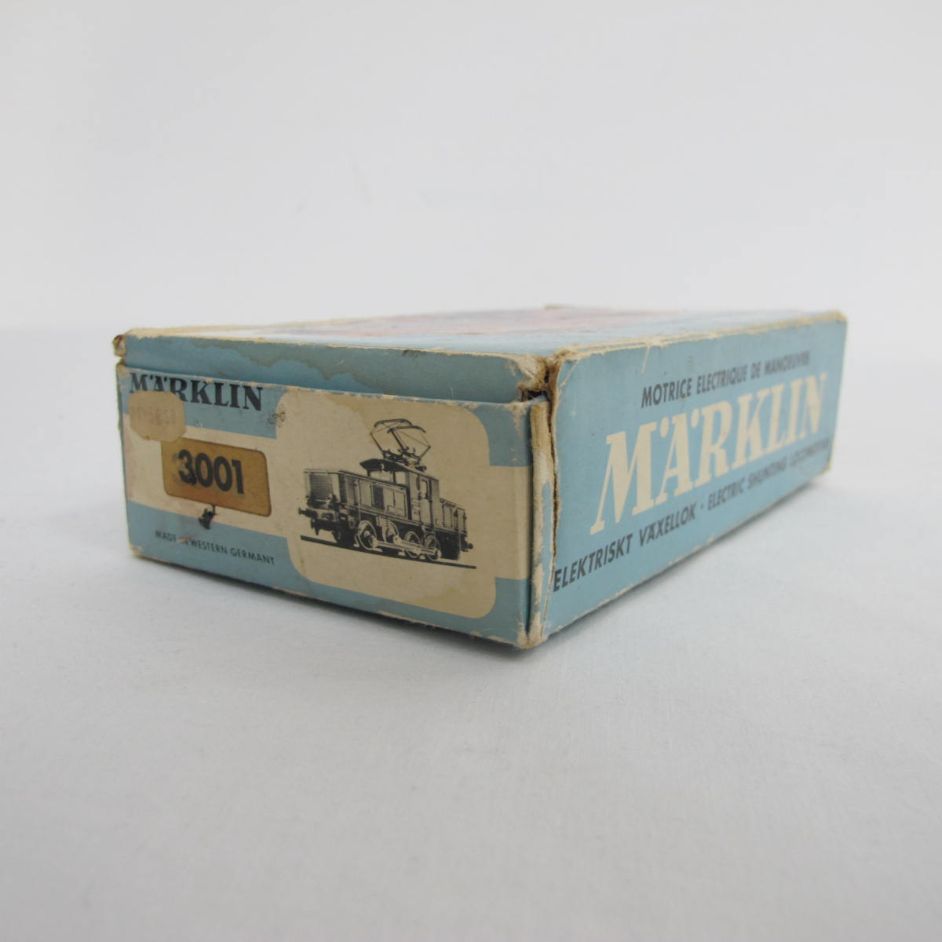 MÄRKLIN
3001
MADE IN WESTERN GERMANY
MOTRICE ELECTRIQUE DE MANOEUVRE
MÄRKLIN
ELEKTRISKT VÄXELLOK · ELECTRIC SHUNTING LOCOMOTIVE